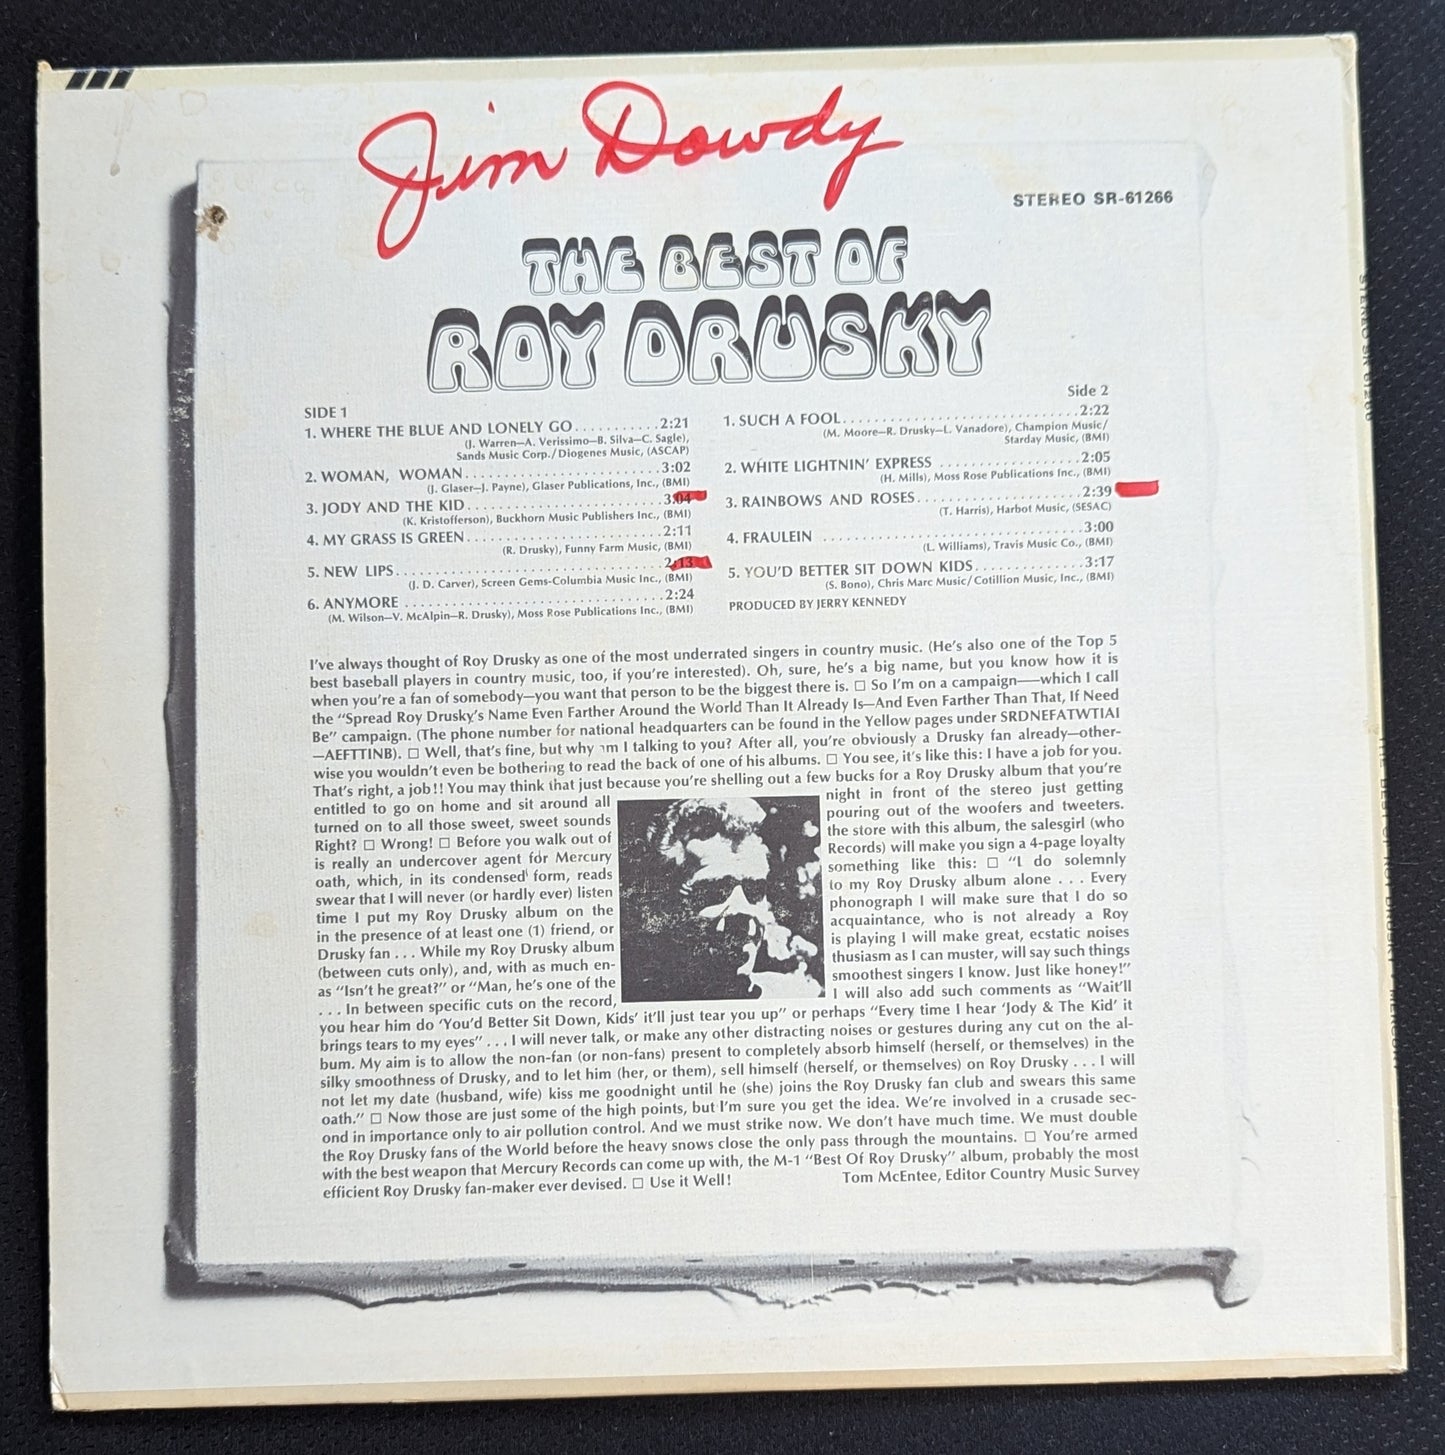 Jim Dowdy
STEREO SR-61266
THE BEST OF
ROY DRUSKY
SIDE 1
1. WHERE THE BLUE AND LONELY GO...........2:21
(J. Warren—A. Verissimo—B. Silva—C. Sagle),
Sands Music Corp./Diogenes Music, (ASCAP)
2. WOMAN, WOMAN............................3:02
(J. Glaser—J. Payne), Glaser Publications, Inc., (BMI)
3. JODY AND THE KID...........................3:04
(K. Kristofferson), Buckhorn Music Publishers Inc., (BMI)
4. MY GRASS IS GREEN...........................2:11
(R. Drusky), Funny Farm Music, (BMI)
5. NEW LIPS.....................................2:13
(J. D. Carver), Screen Gems-Columbia Music Inc., (BMI)
6. ANYMORE ....................................2:24
(M. Wilson—V. McAlpin—R. Drusky), Moss Rose Publications Inc., (BMI)
Side 2
1. SUCH A FOOL................................2:22
(M. Moore—R. Drusky—L. Vanadore), Champion Music/
Starday Music, (BMI)
2. WHITE LIGHTNIN' EXPRESS ....................2:05
(H. Mills), Moss Rose Publications Inc., (BMI)
3. RAINBOWS AND ROSES......................2:39
(T. Harris), Harbot Music, (SESAC)
4. FRAULEIN ....................................3:00
(L. Williams), Travis Music Co., (BMI)
5. YOU'D BETTER SIT DOWN KIDS...............3:17
(S. Bono), Chris Marc Music/Cotillion Music, Inc., (BMI)
PRODUCED BY JERRY KENNEDY
I've always thought of Roy Drusky as one of the most underrated singers in country music. (He's also one of the Top 5
best baseball players in country music, too, if you're interested). Oh, sure, he's a big name, but you know how it is
when you're a fan of somebody—you want that person to be the biggest there is. □ So I'm on a campaign—which I call
the "Spread Roy Drusky's Name Even Farther Around the World Than It Already Is—And Even Farther Than That, If Need
Be" campaign. (The phone number for national headquarters can be found in the Yellow pages under SRDNEFATWTIAI
—AEFTTINB). □ Well, that's fine, but why am I talking to you? After all, you're obviously a Drusky fan already—other-
wise you wouldn't even be bothering to read the back of one of his albums. □ You see, it's like this: I have a job for you.
That's right, a job!! You may think that just because you're shelling out a few bucks for a Roy Drusky album that you're
entitled to go on home and sit around all night in front of the stereo just getting
turned on to all those sweet, sweet sounds pouring out of the woofers and tweeters.
Right? □ Wrong! □ Before you walk out of the store with this album, the salesgirl (who
is really an undercover agent for Mercury Records) will make you sign a 4-page loyalty
oath, which, in its condensed form, reads something like this: □ "I do solemnly
swear that I will never (or hardly ever) listen to my Roy Drusky album alone . . . Every
time I put my Roy Drusky album on the phonograph I will make sure that I do so
in the presence of at least one (1) friend, or acquaintance, who is not already a Roy
Drusky fan . . . While my Roy Drusky album is playing I will make great, ecstatic noises
(between cuts only), and, with as much en- thusiasm as I can muster, will say such things
as "Isn't he great?" or "Man, he's one of the smoothest singers I know. Just like honey!"
. . . In between specific cuts on the record, I will also add such comments as "Wait'll
you hear him do 'You'd Better Sit Down, Kids' it'll just tear you up" or perhaps "Every time I hear 'Jody & The Kid' it
brings tears to my eyes" . . . I will never talk, or make any other distracting noises or gestures during any cut on the al-
bum. My aim is to allow the non-fan (or non-fans) present to completely absorb himself (herself, or themselves) in the
silky smoothness of Drusky, and to let him (her, or them), sell himself (herself, or themselves) on Roy Drusky . . . I will
not let my date (husband, wife) kiss me goodnight until he (she) joins the Roy Drusky fan club and swears this same
oath." □ Now those are just some of the high points, but I'm sure you get the idea. We're involved in a crusade sec-
ond in importance only to air pollution control. And we must strike now. We don't have much time. We must double
the Roy Drusky fans of the World before the heavy snows close the only pass through the mountains. □ You're armed
with the best weapon that Mercury Records can come up with, the M-1 "Best Of Roy Drusky" album, probably the most
efficient Roy Drusky fan-maker ever devised. □ Use it Well! Tom McEntee, Editor Country Music Survey
STEREO SR 61266
THE BEST OF ROY DRUSKY MERCURY